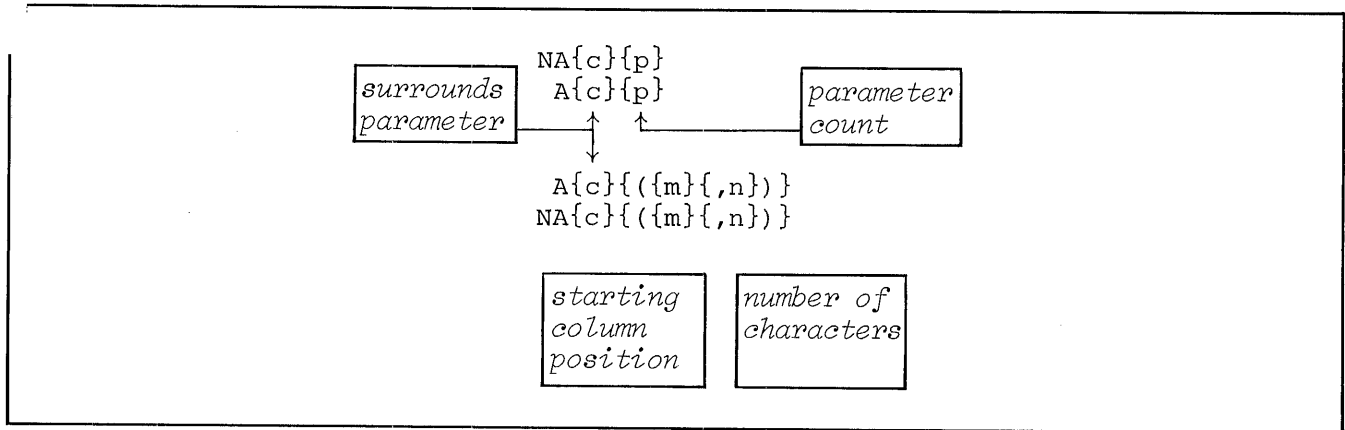 NA{c}{p}
A{c}{p}
surrounds
parameter
parameter
count
A{c}{({m}{,n})}
NA{c}{({m}{,n})}
starting
column
position
number of
characters